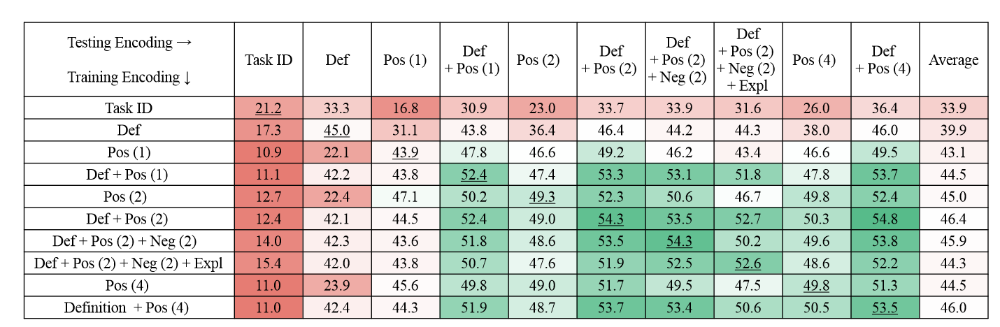 Testing Encoding →
Training Encoding ↓
Task ID
Def
Pos (1)
Def
+ Pos (1)
Pos (2)
Def
+ Pos (2)
Def
+ Pos (2)
+ Neg (2)
Def
+ Pos (2)
+ Neg (2)
+ Expl
Pos (4)
Def
+ Pos (4)
Average
Task ID 21.2 33.3 16.8 30.9 23.0 33.7 33.9 31.6 26.0 36.4 33.9
Def 17.3 45.0 31.1 43.8 36.4 46.4 44.2 44.3 38.0 46.0 39.9
Pos (1) 10.9 22.1 43.9 47.8 46.6 49.2 46.2 43.4 46.6 49.5 43.1
Def + Pos (1) 11.1 42.2 43.8 52.4 47.4 53.3 53.1 51.8 47.8 53.7 44.5
Pos (2) 12.7 22.4 47.1 50.2 49.3 52.3 50.6 46.7 49.8 52.4 45.0
Def + Pos (2) 12.4 42.1 44.5 52.4 49.0 54.3 53.5 52.7 50.3 54.8 46.4
Def + Pos (2) + Neg (2) 14.0 42.3 43.6 51.8 48.6 53.5 54.3 50.2 49.6 53.8 45.9
Def + Pos (2) + Neg (2) + Expl 15.4 42.0 43.8 50.7 47.6 51.9 52.5 52.6 48.6 52.2 44.3
Pos (4) 11.0 23.9 45.6 49.8 49.0 51.7 49.5 47.5 49.8 51.3 44.5
Definition + Pos (4) 11.0 42.4 44.3 51.9 48.7 53.7 53.4 50.6 50.5 53.5 46.0